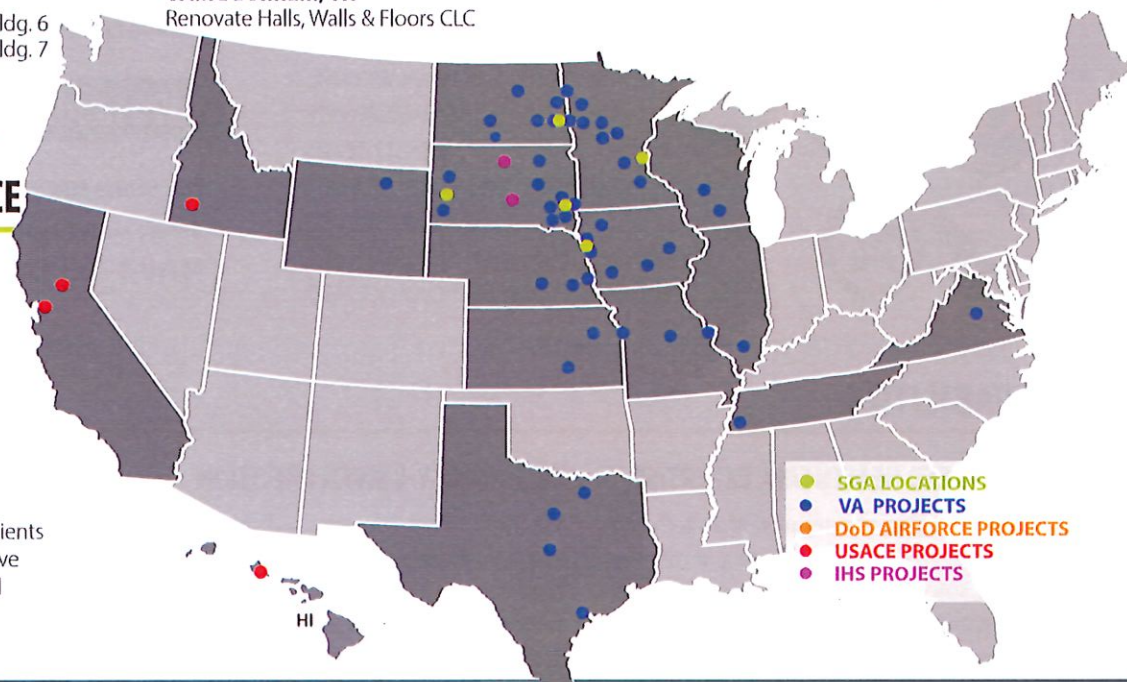 ldg. 6
ldg. 7
Renovate Halls, Walls & Floors CLC
CE
ients
ve
HI
SGA LOCATIONS
VA PROJECTS
DoD AIRFORCE PROJECTS
USACE PROJECTS
IHS PROJECTS